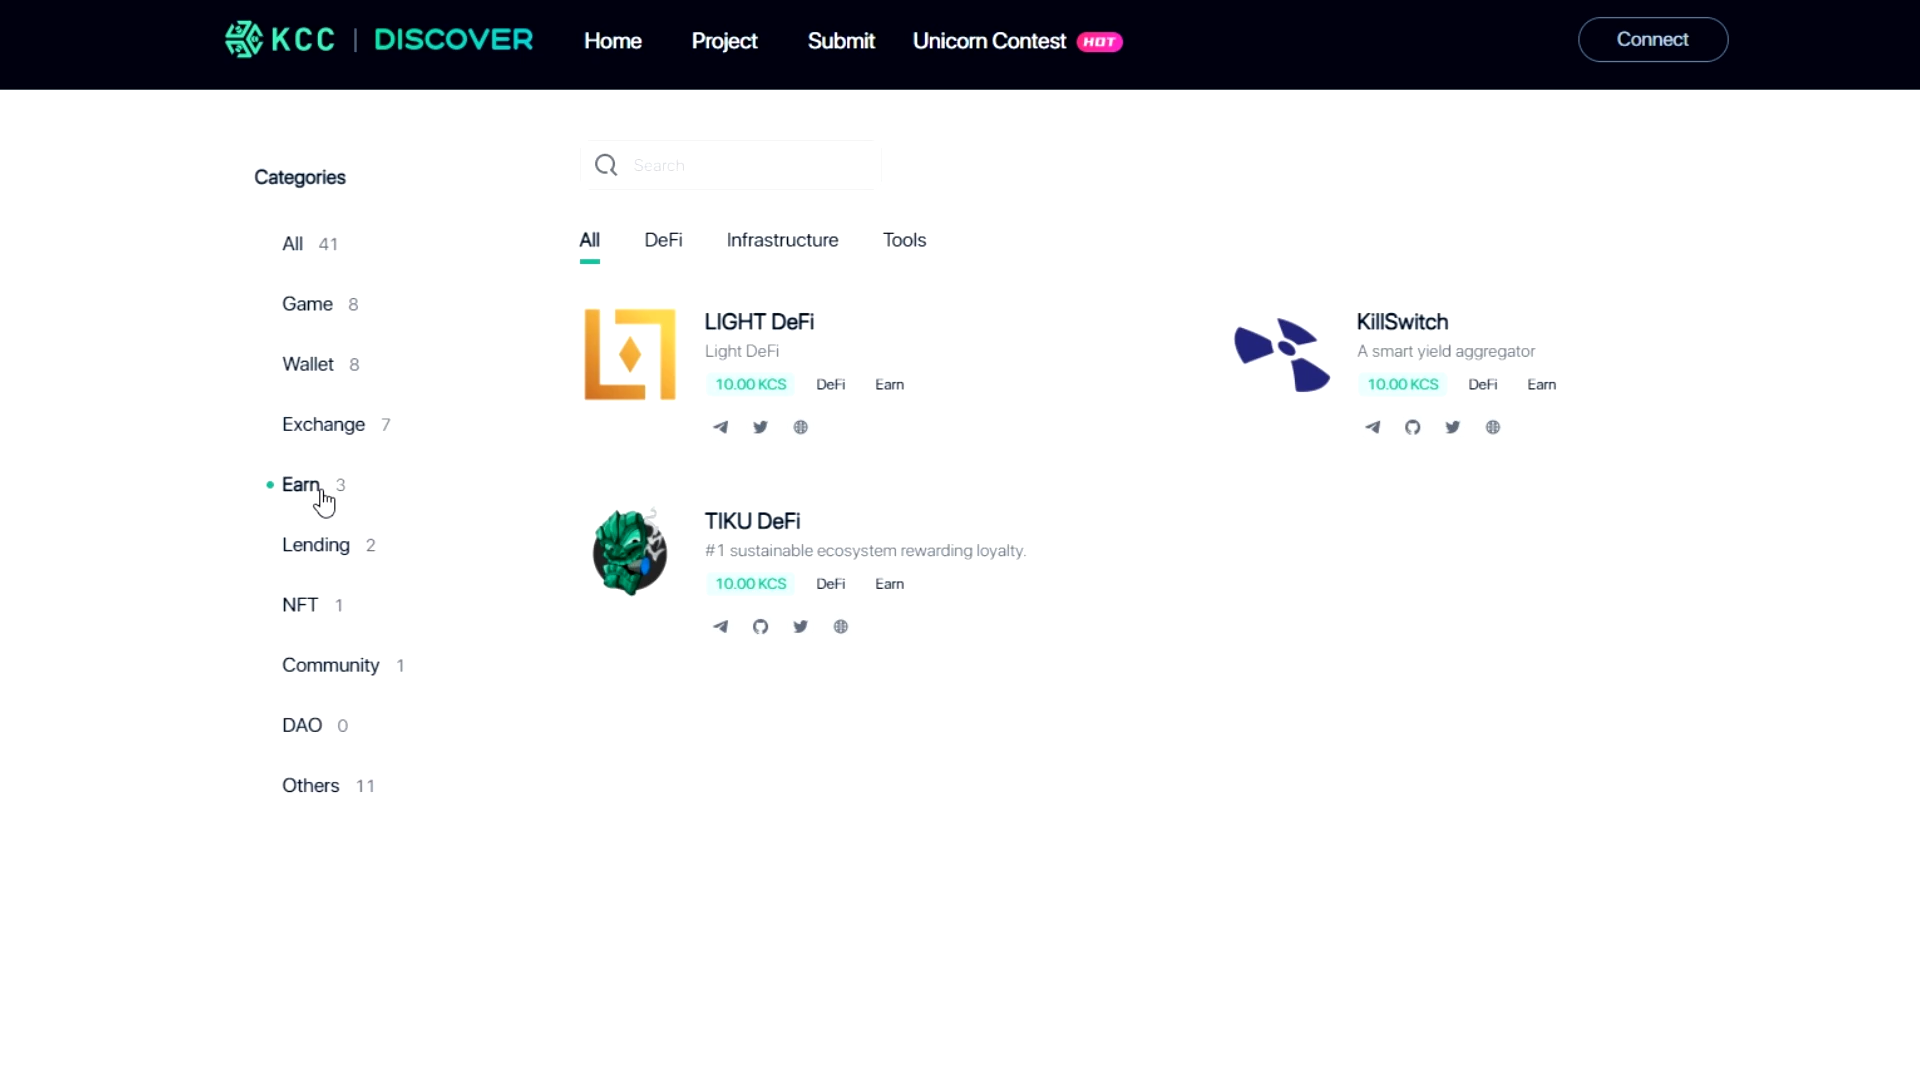 KCC | DISCOVER
Home
Project
Submit
Unicorn Contest HOT
Connect
Categories
All 41
Game 8
Wallet 8
Exchange 7
Earn 3
Lending 2
NFT 1
Community 1
DAO 0
Others 11
Search
All
DeFi
Infrastructure
Tools
LIGHT DeFi
Light DeFi
10.00 KCS DeFi Earn
KillSwitch
A smart yield aggregator
10.00 KCS DeFi Earn
TIKU DeFi
#1 sustainable ecosystem rewarding loyalty.
10.00 KCS DeFi Earn